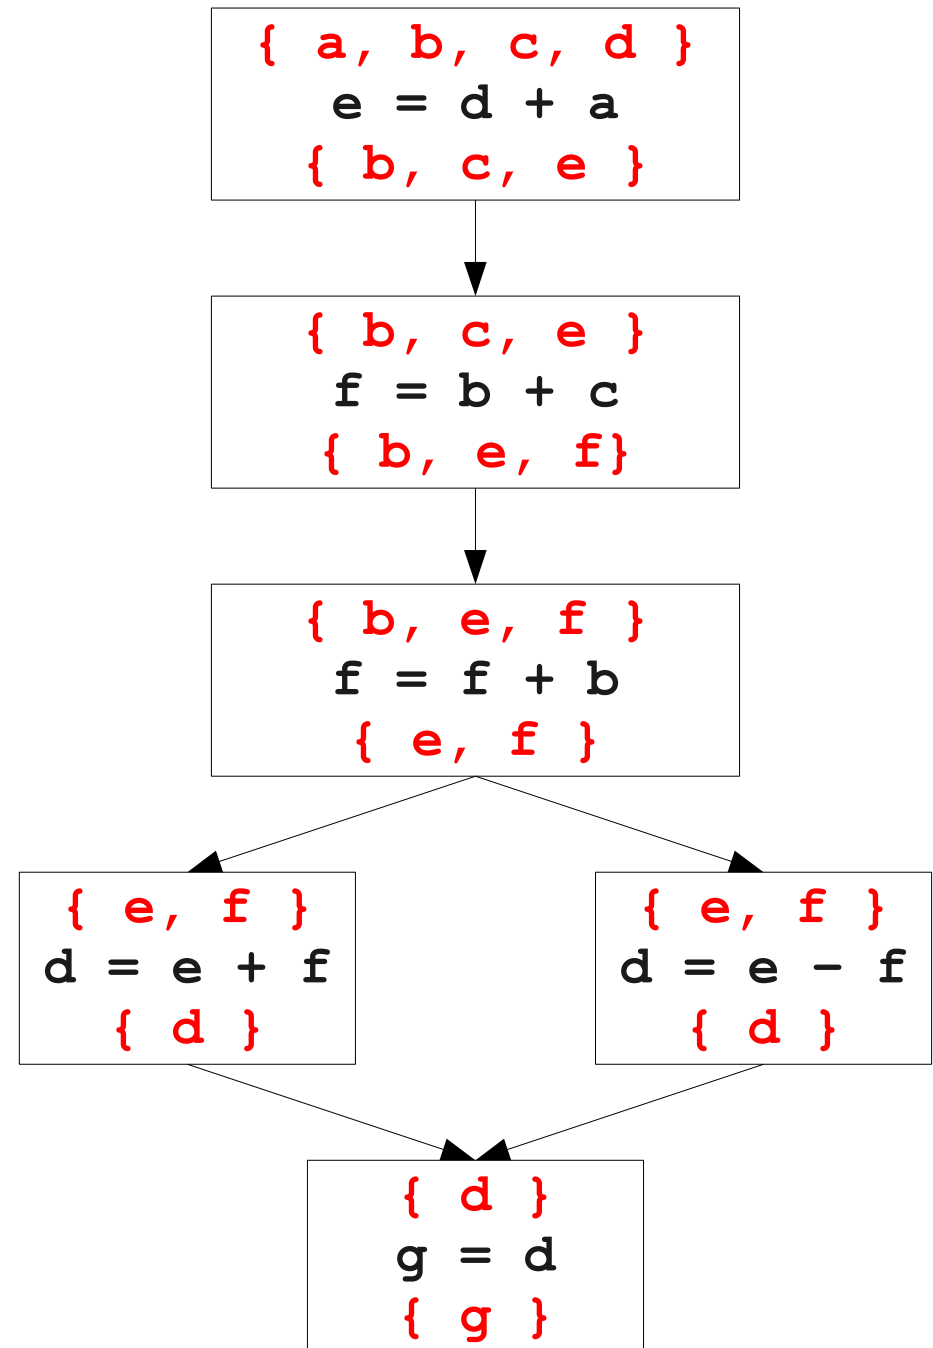 { a, b, c, d }
e = d + a
{ b, c, e }
{ b, c, e }
f = b + c
{ b, e, f}
{ b, e, f }
f = f + b
{ e, f }
{ e, f }
d = e + f
{ d }
{ e, f }
d = e - f
{ d }
{ d }
g = d
{ g }